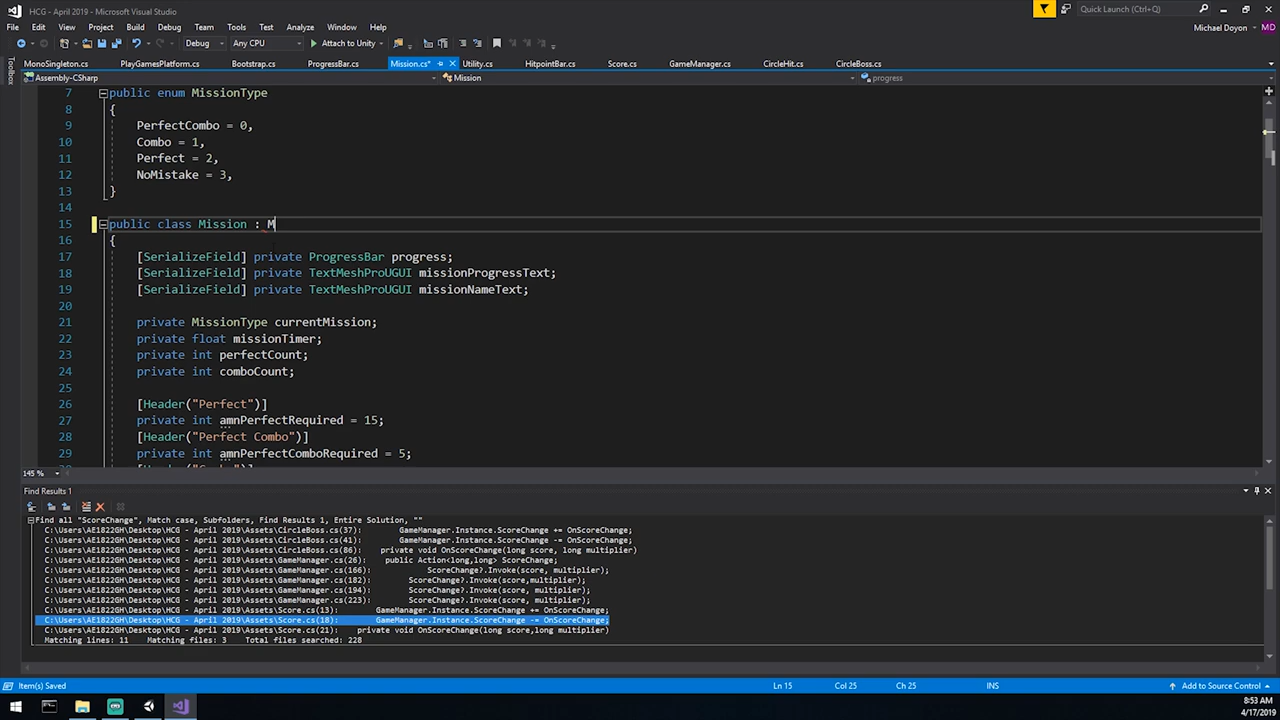 HCG - April 2019 - Microsoft Visual Studio
Quick Launch (Ctrl+Q)
File Edit View Project Build Debug Team Tools Test Analyze Window Help
Michael Doyon MD
Debug Any CPU Attach to Unity
Toolbox
MonoSingleton.cs PlayGamesPlatform.cs Bootstrap.cs ProgressBar.cs Mission.cs* Utility.cs HitpointBar.cs Score.cs GameManager.cs CircleHit.cs CircleBoss.cs
Assembly-CSharp Mission progress
7 public enum MissionType
8 {
9 PerfectCombo = 0,
10 Combo = 1,
11 Perfect = 2,
12 NoMistake = 3,
13 }
14
15 public class Mission : M
16 {
17 [SerializeField] private ProgressBar progress;
18 [SerializeField] private TextMeshProUGUI missionProgressText;
19 [SerializeField] private TextMeshProUGUI missionNameText;
20
21 private MissionType currentMission;
22 private float missionTimer;
23 private int perfectCount;
24 private int comboCount;
25
26 [Header("Perfect")]
27 private int amnPerfectRequired = 15;
28 [Header("Perfect Combo")]
29 private int amnPerfectComboRequired = 5;
145 %
Find Results 1
Find all "ScoreChange", Match case, Subfolders, Find Results 1, Entire Solution, ""
C:\Users\AE1822GH\Desktop\HCG - April 2019\Assets\CircleBoss.cs(37): GameManager.Instance.ScoreChange += OnScoreChange;
C:\Users\AE1822GH\Desktop\HCG - April 2019\Assets\CircleBoss.cs(41): GameManager.Instance.ScoreChange -= OnScoreChange;
C:\Users\AE1822GH\Desktop\HCG - April 2019\Assets\CircleBoss.cs(86): private void OnScoreChange(long score, long multiplier)
C:\Users\AE1822GH\Desktop\HCG - April 2019\Assets\GameManager.cs(26): public Action<long,long> ScoreChange;
C:\Users\AE1822GH\Desktop\HCG - April 2019\Assets\GameManager.cs(166): ScoreChange?.Invoke(score, multiplier);
C:\Users\AE1822GH\Desktop\HCG - April 2019\Assets\GameManager.cs(182): ScoreChange?.Invoke(score,multiplier);
C:\Users\AE1822GH\Desktop\HCG - April 2019\Assets\GameManager.cs(194): ScoreChange?.Invoke(score, multiplier);
C:\Users\AE1822GH\Desktop\HCG - April 2019\Assets\GameManager.cs(223): ScoreChange?.Invoke(score, multiplier);
C:\Users\AE1822GH\Desktop\HCG - April 2019\Assets\Score.cs(13): GameManager.Instance.ScoreChange += OnScoreChange;
C:\Users\AE1822GH\Desktop\HCG - April 2019\Assets\Score.cs(18): GameManager.Instance.ScoreChange -= OnScoreChange;
C:\Users\AE1822GH\Desktop\HCG - April 2019\Assets\Score.cs(21): private void OnScoreChange(long score,long multiplier)
Matching lines: 11 Matching files: 3 Total files searched: 228
Item(s) Saved Ln 15 Col 25 Ch 25 INS Add to Source Control
8:53 AM
4/17/2019